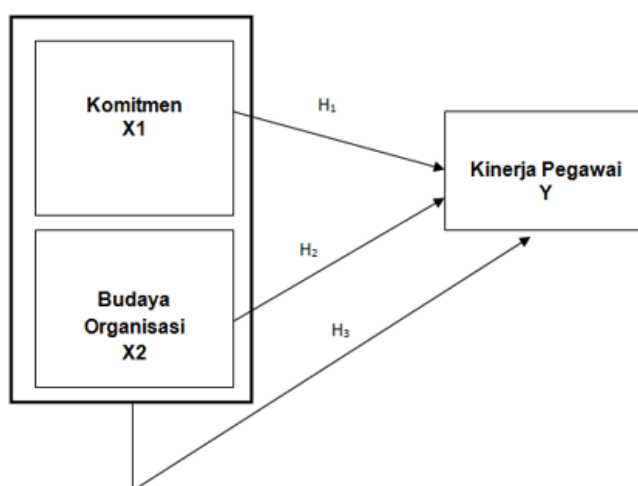 Komitmen
X1
H₁
Kinerja Pegawai
Y
H₂
Budaya
Organisasi
X2
H₃